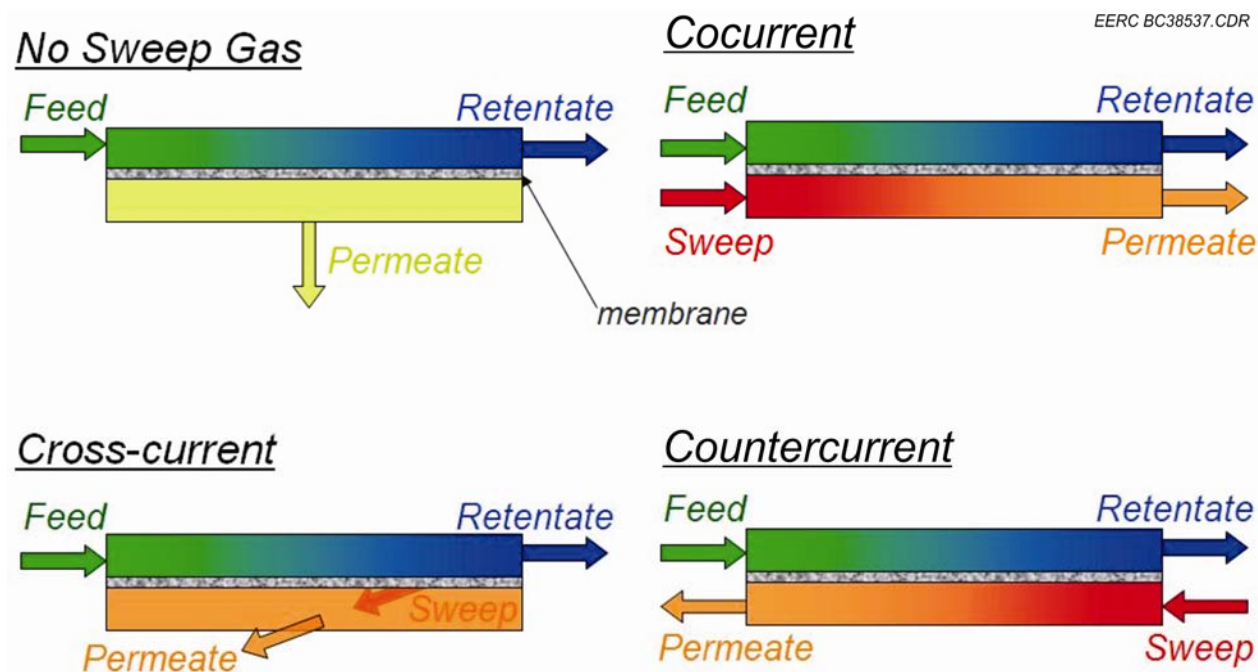 EERC BC38537.CDR
No Sweep Gas
Feed
Retentate
Permeate
membrane
Cocurrent
Feed
Retentate
Sweep
Permeate
Cross-current
Feed
Retentate
Sweep
Permeate
Countercurrent
Feed
Retentate
Permeate
Sweep